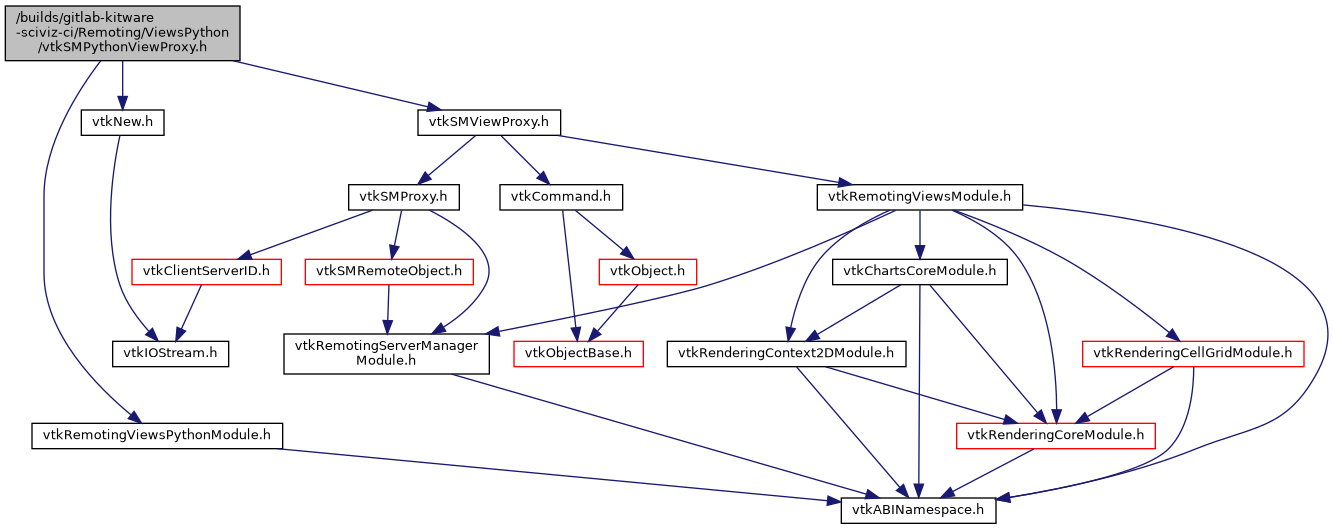 /builds/gitlab-kitware
-sciviz-ci/Remoting/ViewsPython
/vtkSMPythonViewProxy.h
vtkNew.h
vtkSMViewProxy.h
vtkSMProxy.h
vtkCommand.h
vtkRemotingViewsModule.h
vtkClientServerID.h
vtkSMRemoteObject.h
vtkObject.h
vtkChartsCoreModule.h
vtkIOStream.h
vtkRemotingServerManager
Module.h
vtkObjectBase.h
vtkRenderingContext2DModule.h
vtkRenderingCellGridModule.h
vtkRemotingViewsPythonModule.h
vtkRenderingCoreModule.h
vtkABINamespace.h